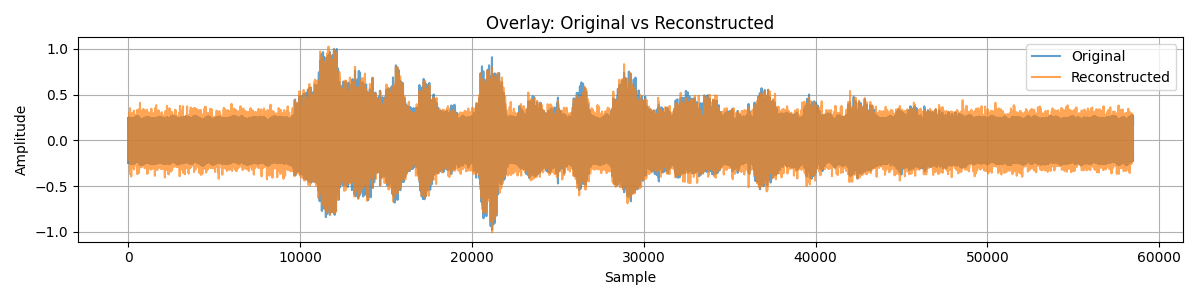 Overlay: Original vs Reconstructed
Original
Reconstructed
1.0
0.5
0.0
−0.5
−1.0
Amplitude
0 10000 20000 30000 40000 50000 60000
Sample